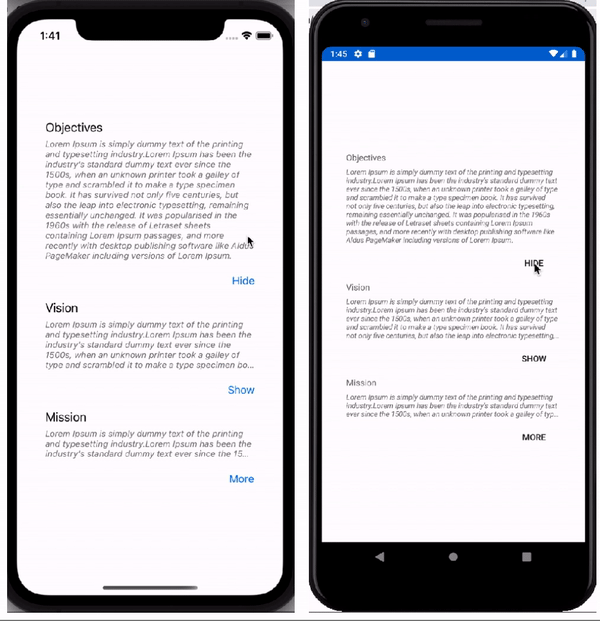 1:41
Objectives
Lorem Ipsum is simply dummy text of the printing
and typesetting industry.Lorem Ipsum has been the
industry's standard dummy text ever since the
1500s, when an unknown printer took a galley of
type and scrambled it to make a type specimen
book. It has survived not only five centuries, but
also the leap into electronic typesetting, remaining
essentially unchanged. It was popularised in the
1960s with the release of Letraset sheets
containing Lorem Ipsum passages, and more
recently with desktop publishing software like Aldus
PageMaker including versions of Lorem Ipsum.
Hide
Vision
Lorem Ipsum is simply dummy text of the printing
and typesetting industry.Lorem Ipsum has been the
industry's standard dummy text ever since the
1500s, when an unknown printer took a galley of
type and scrambled it to make a type specimen bo...
Show
Mission
Lorem Ipsum is simply dummy text of the printing
and typesetting industry.Lorem Ipsum has been the
industry's standard dummy text ever since the 15...
More
1:45
Objectives
Lorem Ipsum is simply dummy text of the printing and typesetting
industry.Lorem Ipsum has been the industry's standard dummy text
ever since the 1500s, when an unknown printer took a galley of type
and scrambled it to make a type specimen book. It has survived
not only five centuries, but also the leap into electronic typesetting,
remaining essentially unchanged. It was popularised in the 1960s
with the release of Letraset sheets containing Lorem Ipsum
passages, and more recently with desktop publishing software like
Aldus PageMaker including versions of Lorem Ipsum.
HIDE
Vision
Lorem Ipsum is simply dummy text of the printing and typesetting
industry.Lorem Ipsum has been the industry's standard dummy text
ever since the 1500s, when an unknown printer took a galley of type
and scrambled it to make a type specimen book. It has survived
not only five centuries, but also the leap into electronic typesetting,...
SHOW
Mission
Lorem Ipsum is simply dummy text of the printing and typesetting
industry.Lorem Ipsum has been the industry's standard dummy text
ever since the 1500s, when an unknown printer took a galley of typ...
MORE